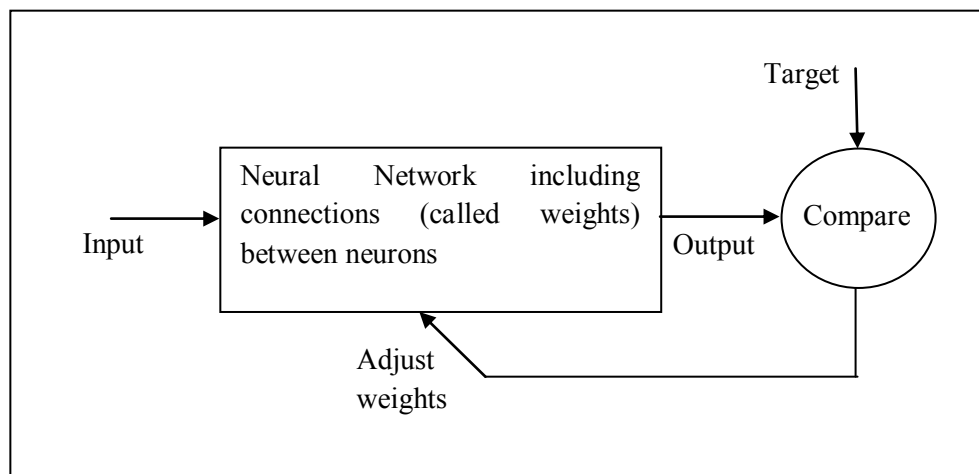 Target
Neural Network including
connections (called weights)
between neurons
Compare
Input
Output
Adjust
weights